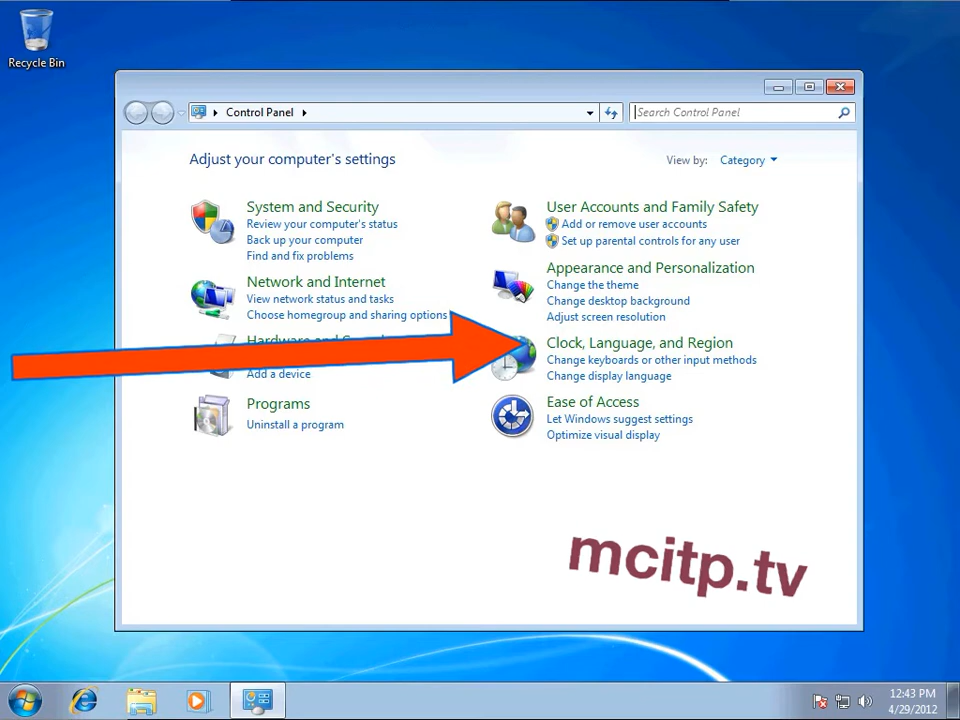 Recycle Bin
Control Panel
Search Control Panel
Adjust your computer's settings
View by: Category
System and Security
Review your computer's status
Back up your computer
Find and fix problems
Network and Internet
View network status and tasks
Choose homegroup and sharing options
Hardware and Sound
Add a device
Programs
Uninstall a program
User Accounts and Family Safety
Add or remove user accounts
Set up parental controls for any user
Appearance and Personalization
Change the theme
Change desktop background
Adjust screen resolution
Clock, Language, and Region
Change keyboards or other input methods
Change display language
Ease of Access
Let Windows suggest settings
Optimize visual display
mcitp.tv
12:43 PM
4/29/2012